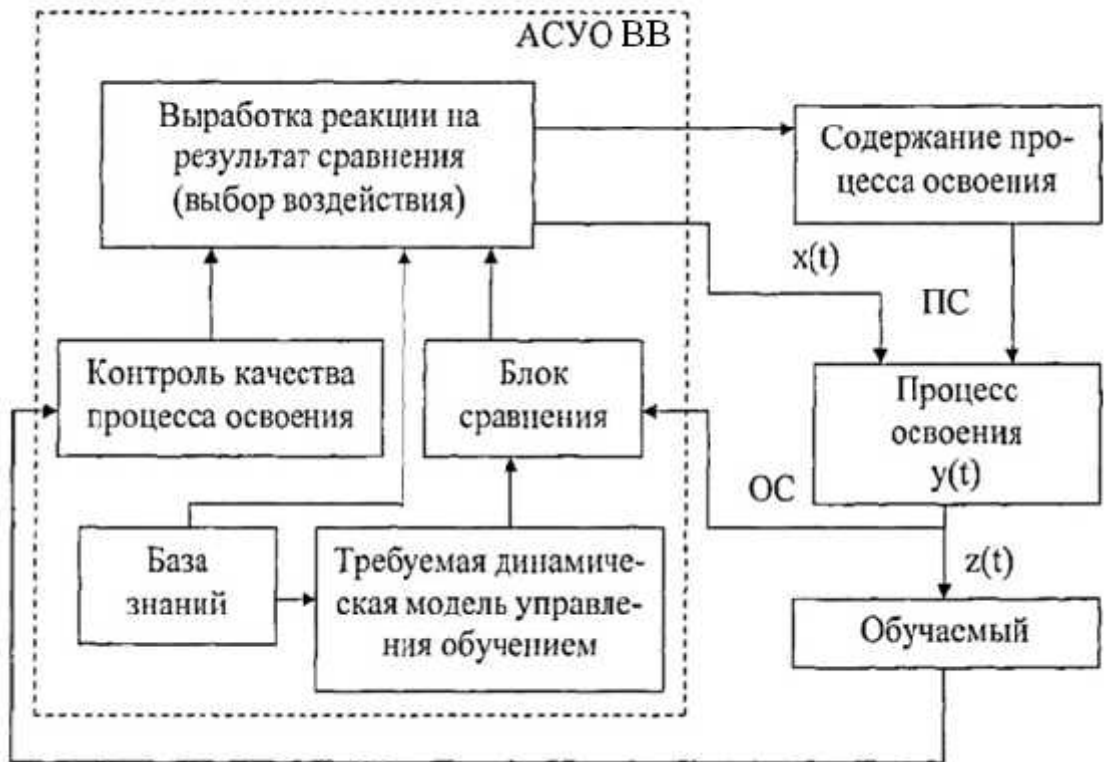 АСУО ВВ
Выработка реакции на
результат сравнения
(выбор воздействия)
Содержание про-
цесса освоения
x(t)
ПС
Контроль качества
процесса освоения
Блок
сравнения
Процесс
освоения
y(t)
ОС
z(t)
База
знаний
Требуемая динамиче-
ская модель управле-
ния обучением
Обучаемый